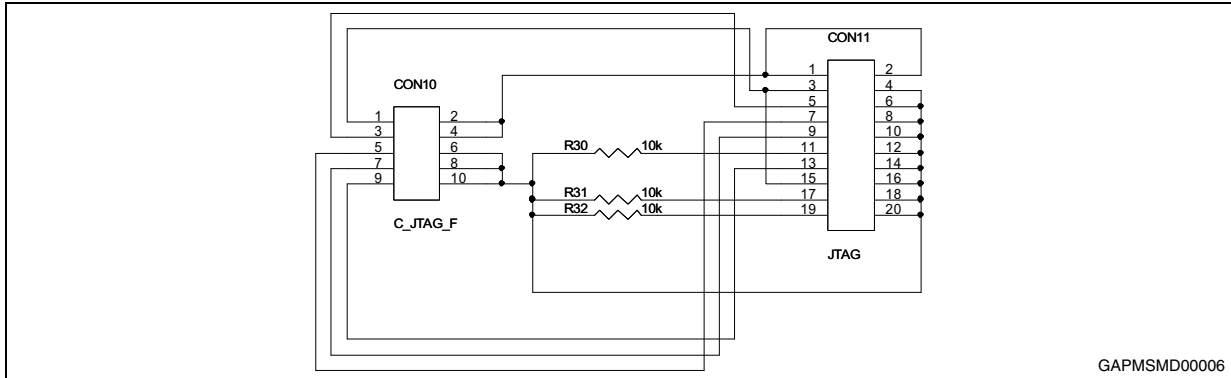 CON11
1 2
CON10
3 4
5 6
1 2
7 8
3 4
9 10
5 6
R30 10k
11 12
7 8
13 14
9 10
15 16
R31 10k
17 18
R32 10k
19 20
C_JTAG_F
JTAG
GAPMSMD00006